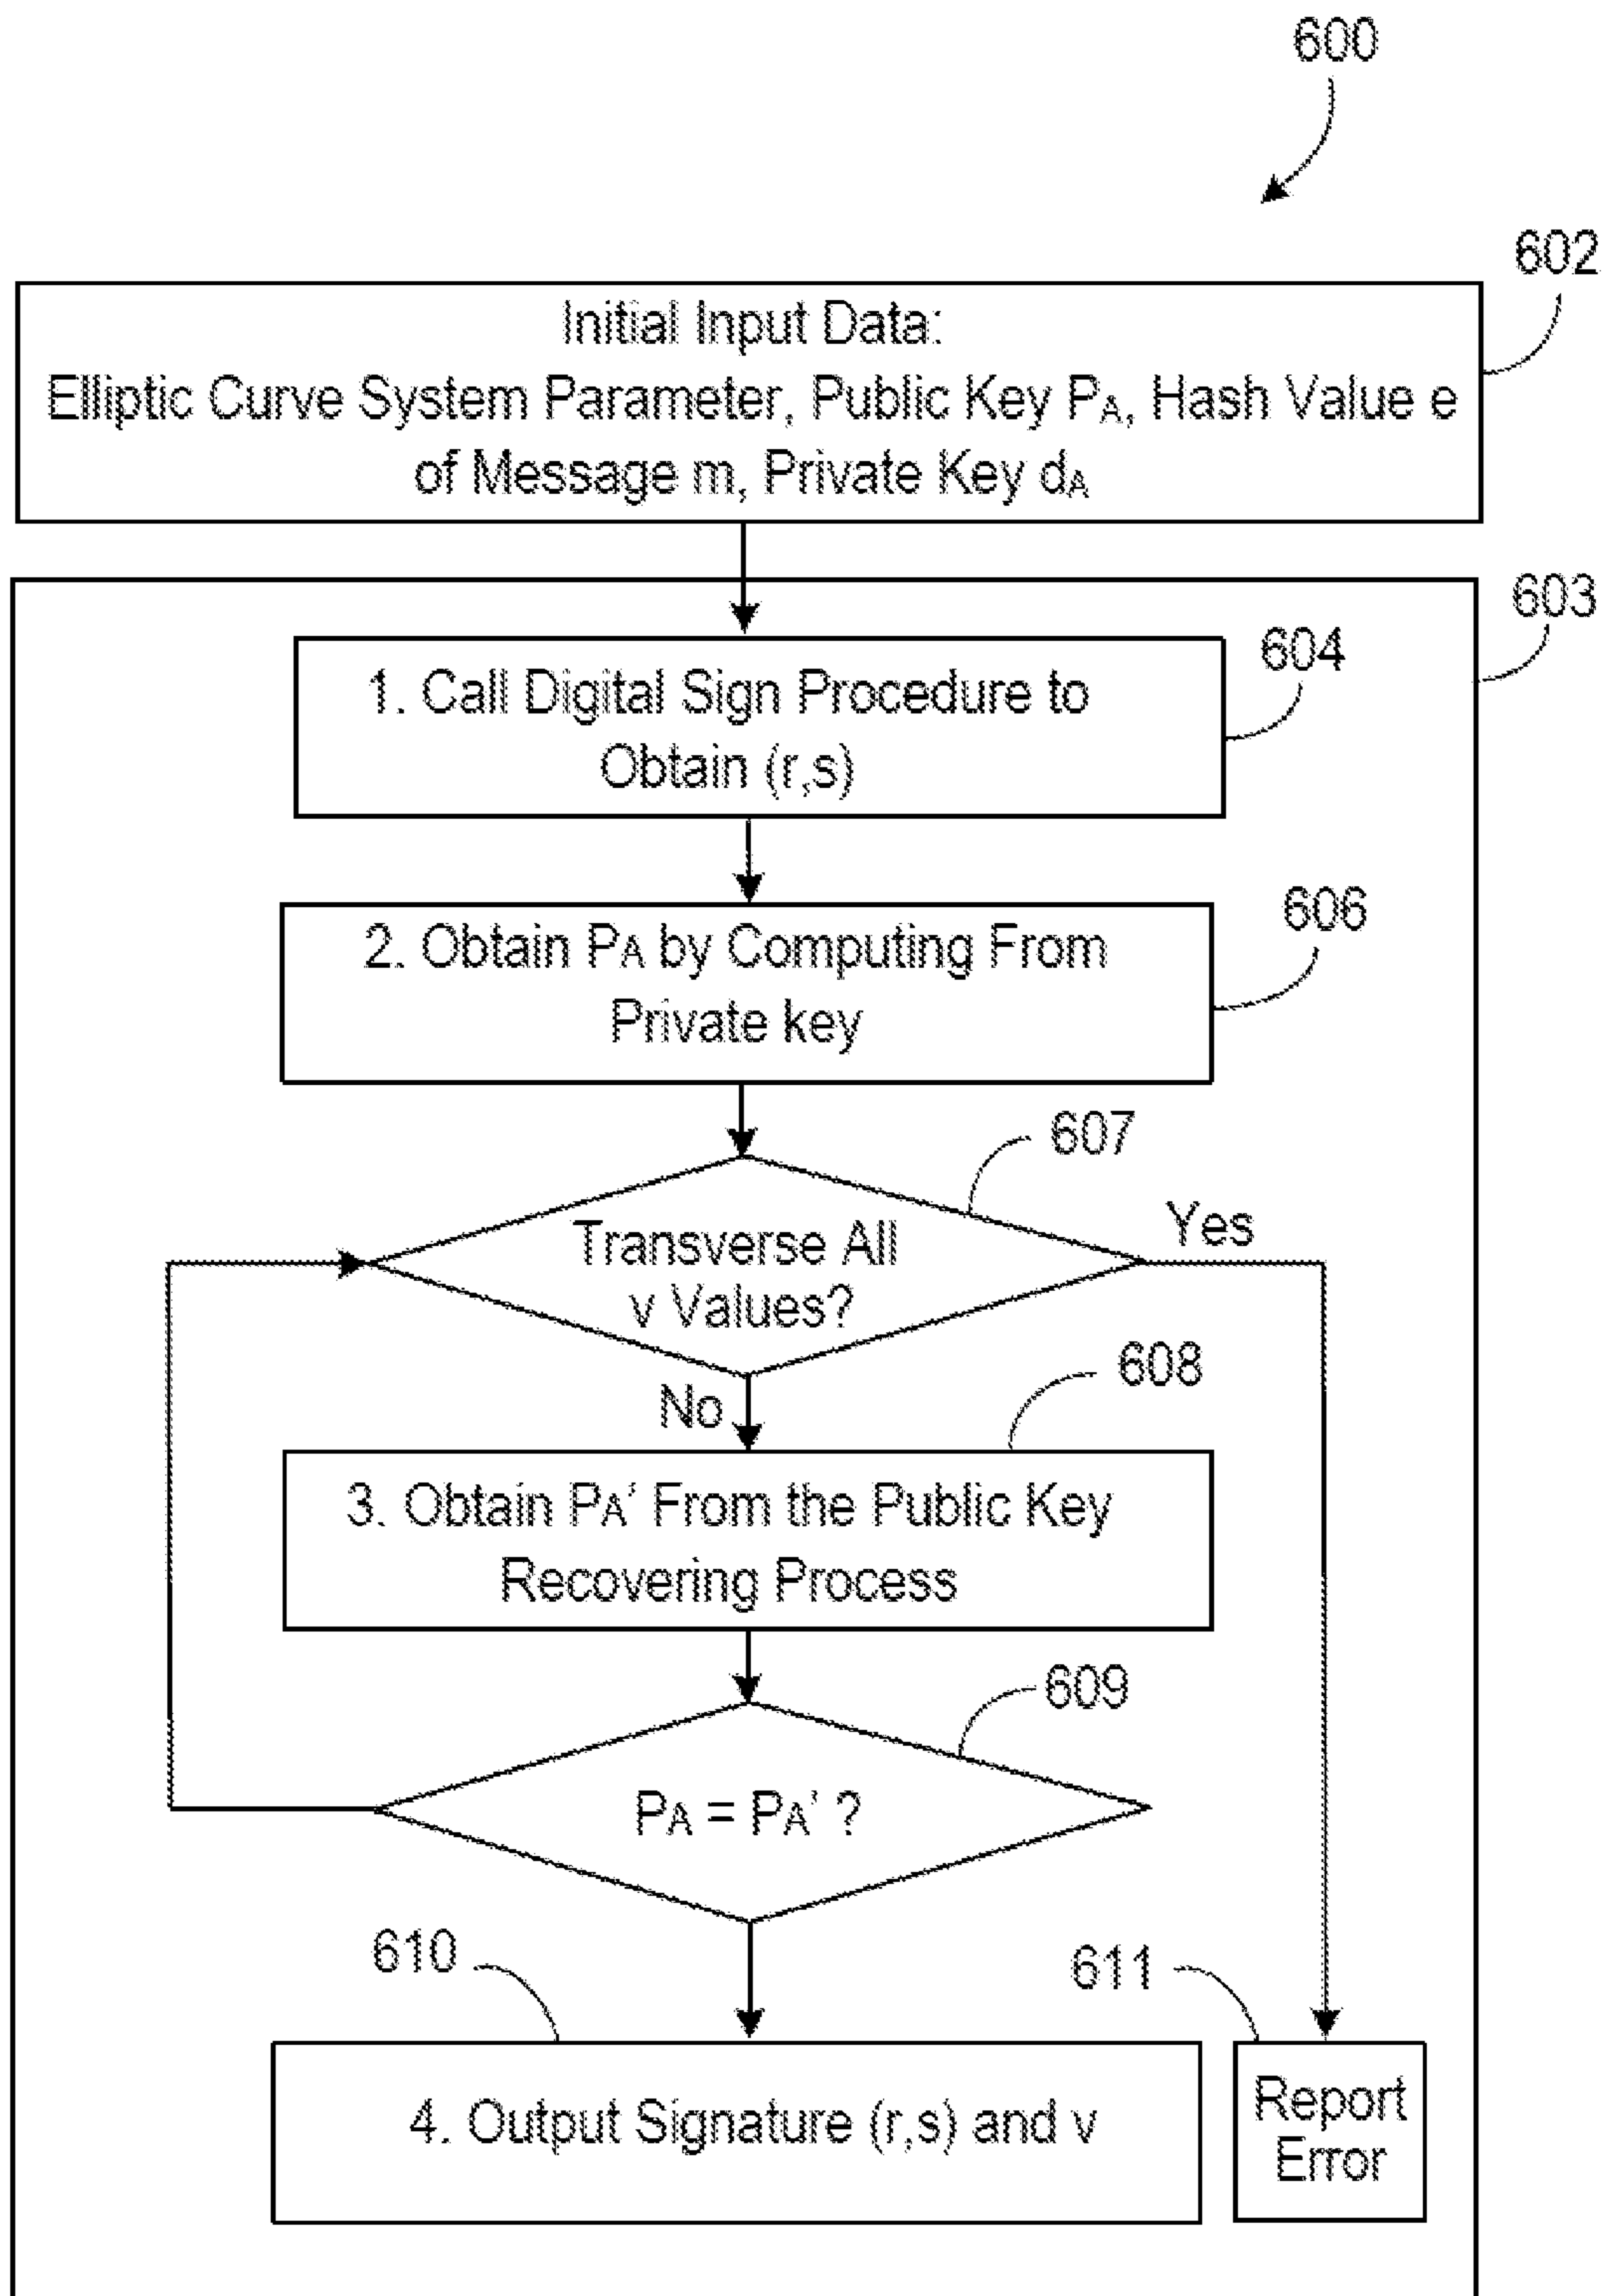 600
602
Initial Input Data:
Elliptic Curve System Parameter, Public Key PA, Hash Value e
of Message m, Private Key dA
603
604
1. Call Digital Sign Procedure to
Obtain (r,s)
606
2. Obtain PA by Computing From
Private key
607
Transverse All
v Values?
Yes
No
608
3. Obtain PA' From the Public Key
Recovering Process
609
PA = PA' ?
610
611
4. Output Signature (r,s) and v
Report
Error